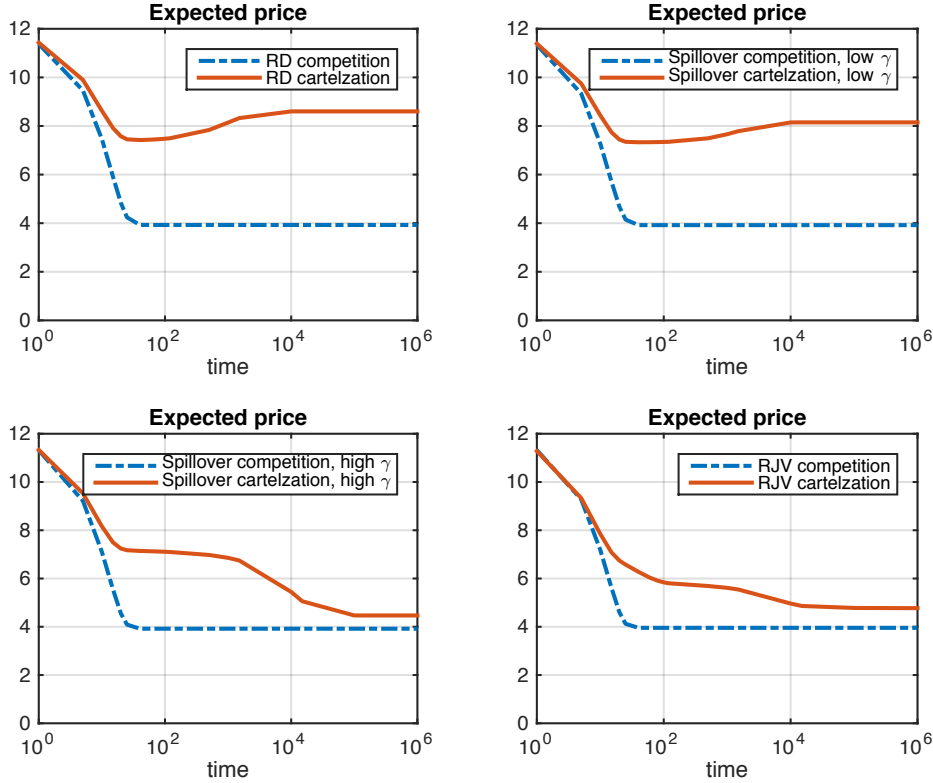 Expected price
12
10
8
6
4
2
0
RD competition
RD cartelzation
10^0
10^2
10^4
10^6
time
Expected price
12
10
8
6
4
2
0
Spillover competition, low γ
Spillover cartelzation, low γ
10^0
10^2
10^4
10^6
time
Expected price
12
10
8
6
4
2
0
Spillover competition, high γ
Spillover cartelzation, high γ
10^0
10^2
10^4
10^6
time
Expected price
12
10
8
6
4
2
0
RJV competition
RJV cartelzation
10^0
10^2
10^4
10^6
time